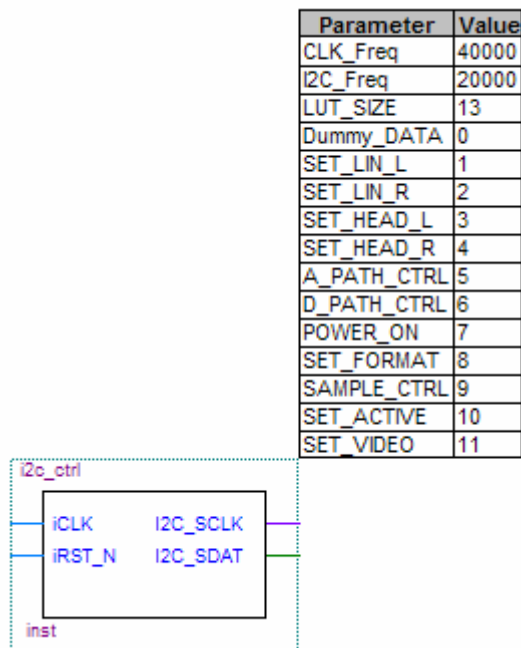 Parameter Value
CLK_Freq 40000
I2C_Freq 20000
LUT_SIZE 13
Dummy_DATA 0
SET_LIN_L 1
SET_LIN_R 2
SET_HEAD_L 3
SET_HEAD_R 4
A_PATH_CTRL 5
D_PATH_CTRL 6
POWER_ON 7
SET_FORMAT 8
SAMPLE_CTRL 9
SET_ACTIVE 10
SET_VIDEO 11
i2c_ctrl
iCLK I2C_SCLK
iRST_N I2C_SDAT
inst